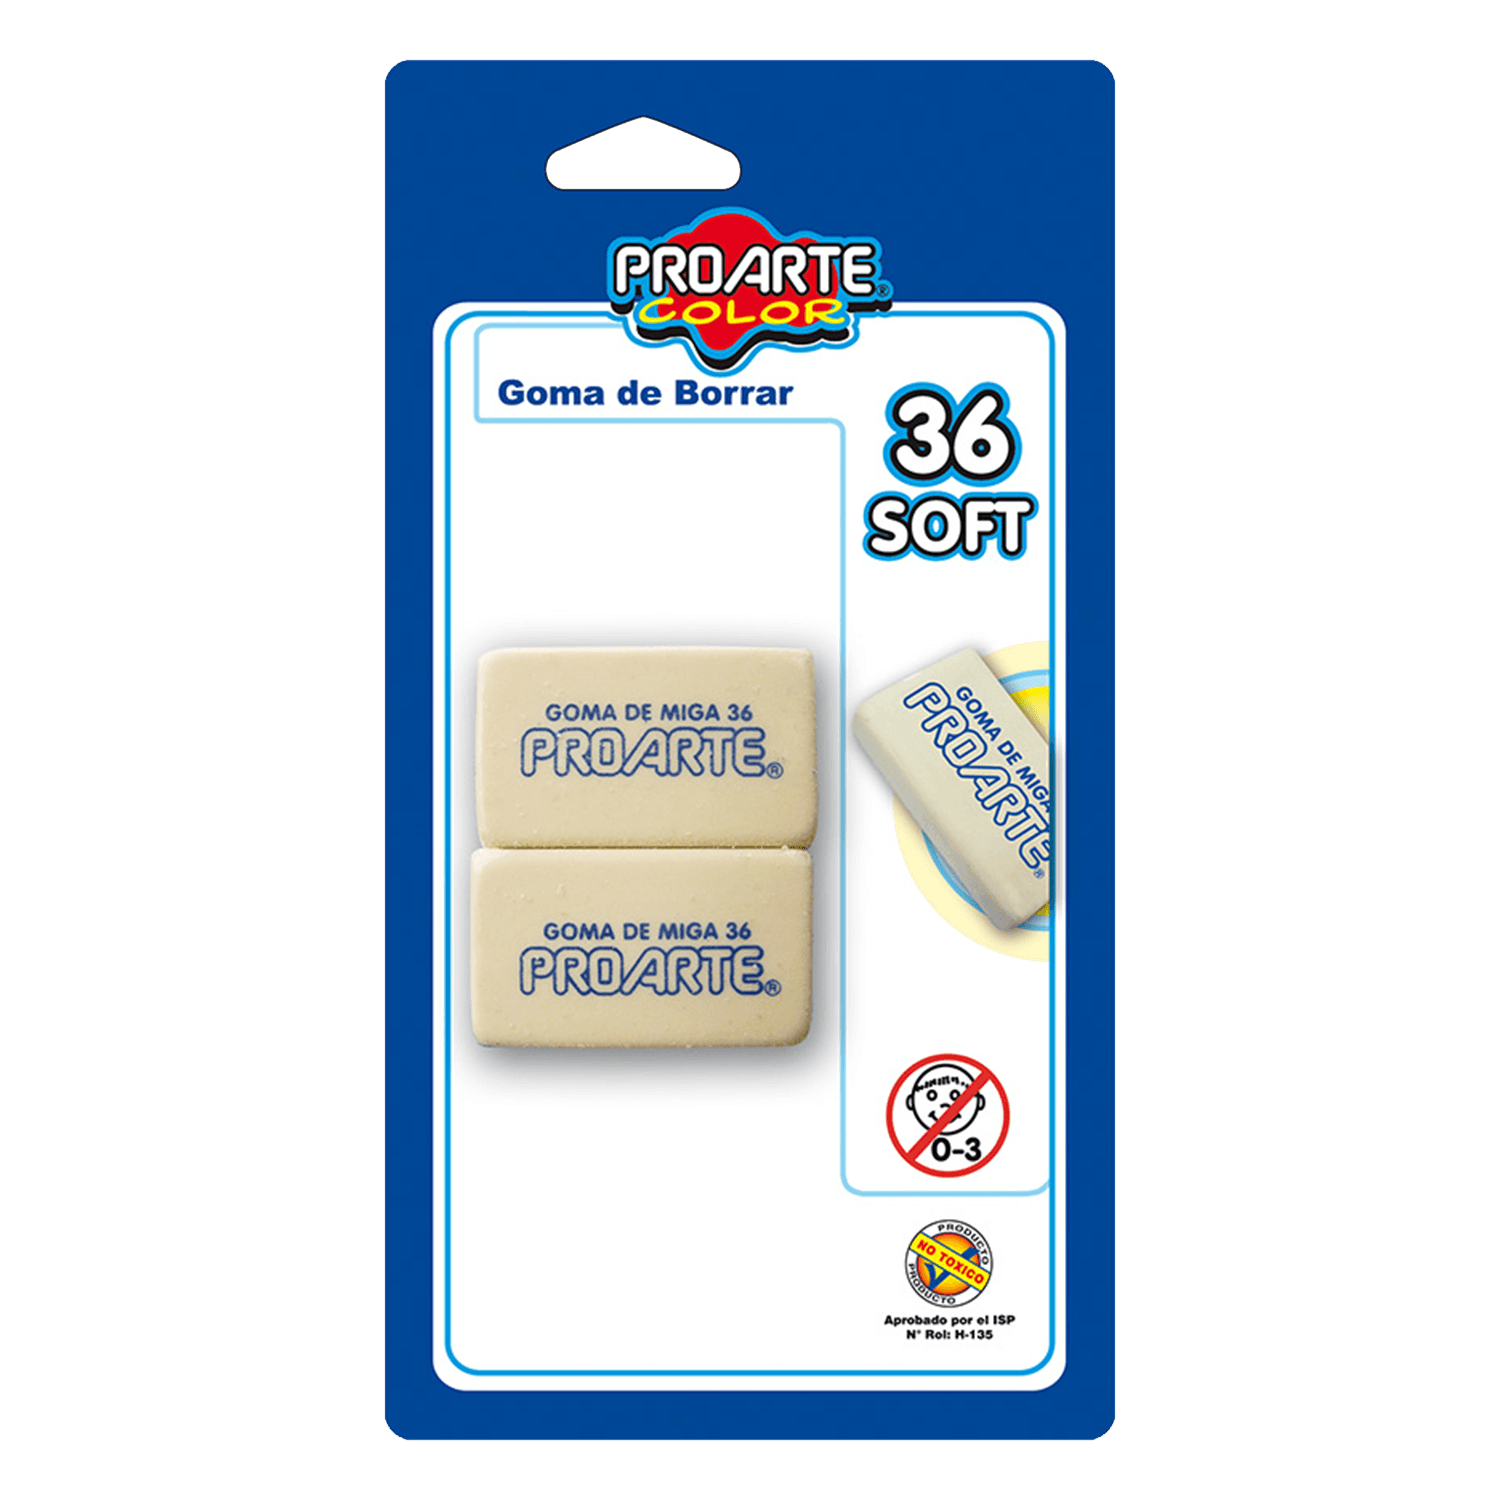 PROARTE®
COLOR
Goma de Borrar
36
SOFT
GOMA DE MIGA 36
PROARTE®
GOMA DE MIGA 36
PROARTE®
GOMA DE MIGA
PROARTE®
0-3
PRODUCTO
NO TOXICO
PRODUCTO
Aprobado por el ISP
N° Rol: H-135